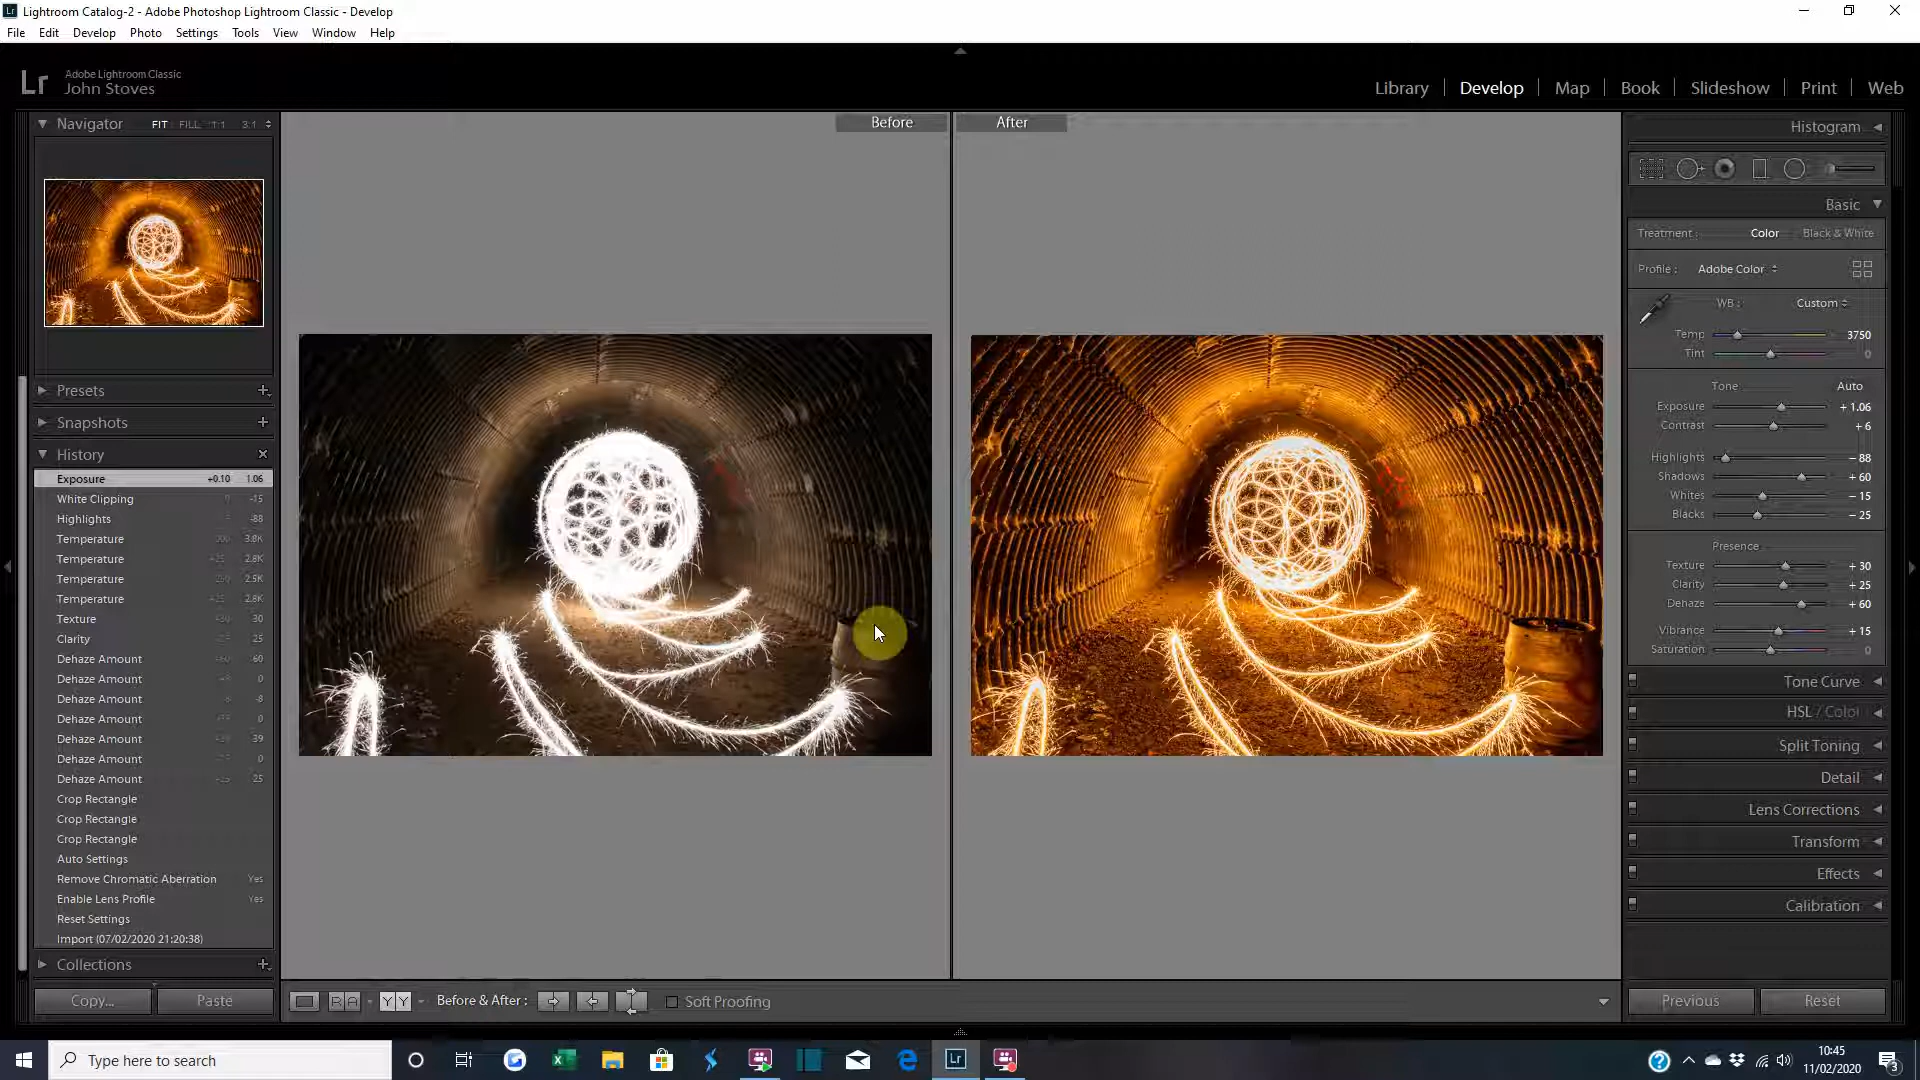 Lightroom Catalog-2 - Adobe Photoshop Lightroom Classic - Develop
File Edit Develop Photo Settings Tools View Window Help
Lr Adobe Lightroom Classic
John Stoves
Library Develop Map Book Slideshow Print Web
Navigator FIT FILL 1:1 3:1
Before After
Histogram
Basic
Treatment : Color Black & White
Profile : Adobe Color
WB : Custom
Temp 3750
Tint 0
Tone Auto
Exposure + 1.06
Contrast + 6
Highlights – 88
Shadows + 60
Whites – 15
Blacks – 25
Presence
Texture + 30
Clarity + 25
Dehaze + 60
Vibrance + 15
Saturation 0
Tone Curve
HSL / Color
Split Toning
Detail
Lens Corrections
Transform
Effects
Calibration
Previous Reset
Presets
Snapshots
History
Exposure +0.10 1.06
White Clipping -15
Highlights -88
Temperature 3.8K
Temperature 2.8K
Temperature 2.5K
Temperature 2.8K
Texture 30
Clarity 25
Dehaze Amount 60
Dehaze Amount 0
Dehaze Amount -8
Dehaze Amount 0
Dehaze Amount 39
Dehaze Amount 0
Dehaze Amount 25
Crop Rectangle
Crop Rectangle
Crop Rectangle
Auto Settings
Remove Chromatic Aberration Yes
Enable Lens Profile Yes
Reset Settings
Import (07/02/2020 21:20:38)
Collections
Copy... Paste
R A Y Y Before & After : Soft Proofing
Type here to search
Lr
10:45
11/02/2020
3